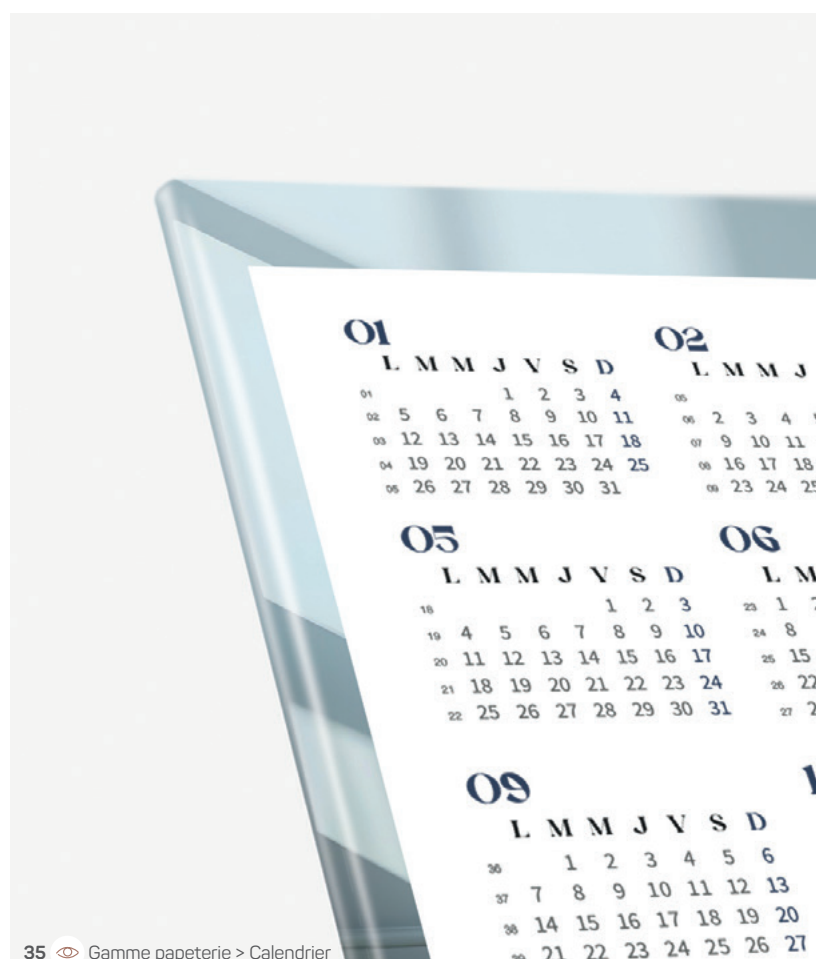 01
L M M J V S D
01 1 2 3 4
02 5 6 7 8 9 10 11
03 12 13 14 15 16 17 18
04 19 20 21 22 23 24 25
05 26 27 28 29 30 31
02
L M M J
05
06 2 3 4
07 9 10 11
08 16 17 18
09 23 24 25
05
L M M J V S D
18 1 2 3
19 4 5 6 7 8 9 10
20 11 12 13 14 15 16 17
21 18 19 20 21 22 23 24
22 25 26 27 28 29 30 31
06
L M
23 1
24 8
25 15
26 22
27
09
L M M J V S D
36 1 2 3 4 5 6
37 7 8 9 10 11 12 13
38 14 15 16 17 18 19 20
21 22 23 24 25 26 27
35 Gamme papeterie > Calendrier